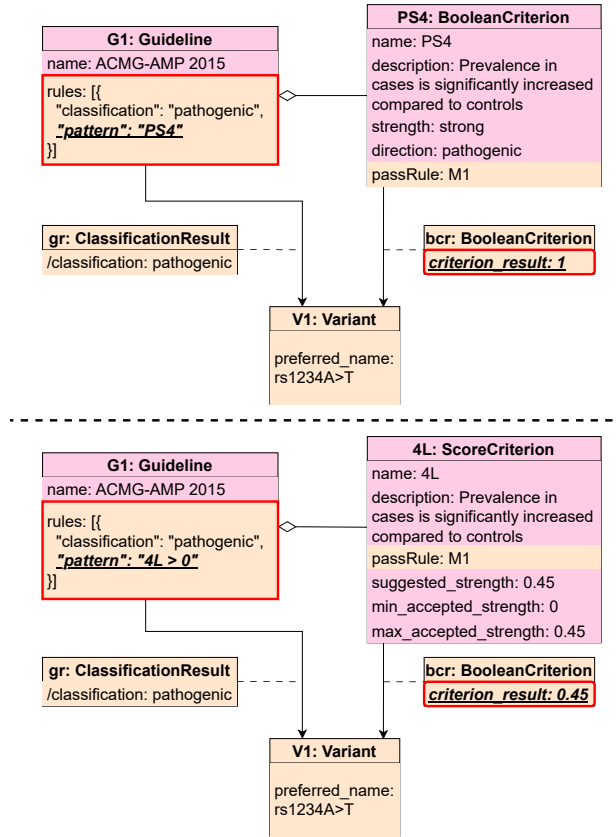 G1: Guideline
name: ACMG-AMP 2015
rules: [{
"classification": "pathogenic",
"pattern": "PS4"
}]
PS4: BooleanCriterion
name: PS4
description: Prevalence in
cases is significantly increased
compared to controls
strength: strong
direction: pathogenic
passRule: M1
gr: ClassificationResult
/classification: pathogenic
bcr: BooleanCriterion
criterion_result: 1
V1: Variant
preferred_name:
rs1234A>T
G1: Guideline
name: ACMG-AMP 2015
rules: [{
"classification": "pathogenic",
"pattern": "4L > 0"
}]
4L: ScoreCriterion
name: 4L
description: Prevalence in
cases is significantly increased
compared to controls
passRule: M1
suggested_strength: 0.45
min_accepted_strength: 0
max_accepted_strength: 0.45
gr: ClassificationResult
/classification: pathogenic
bcr: BooleanCriterion
criterion_result: 0.45
V1: Variant
preferred_name:
rs1234A>T